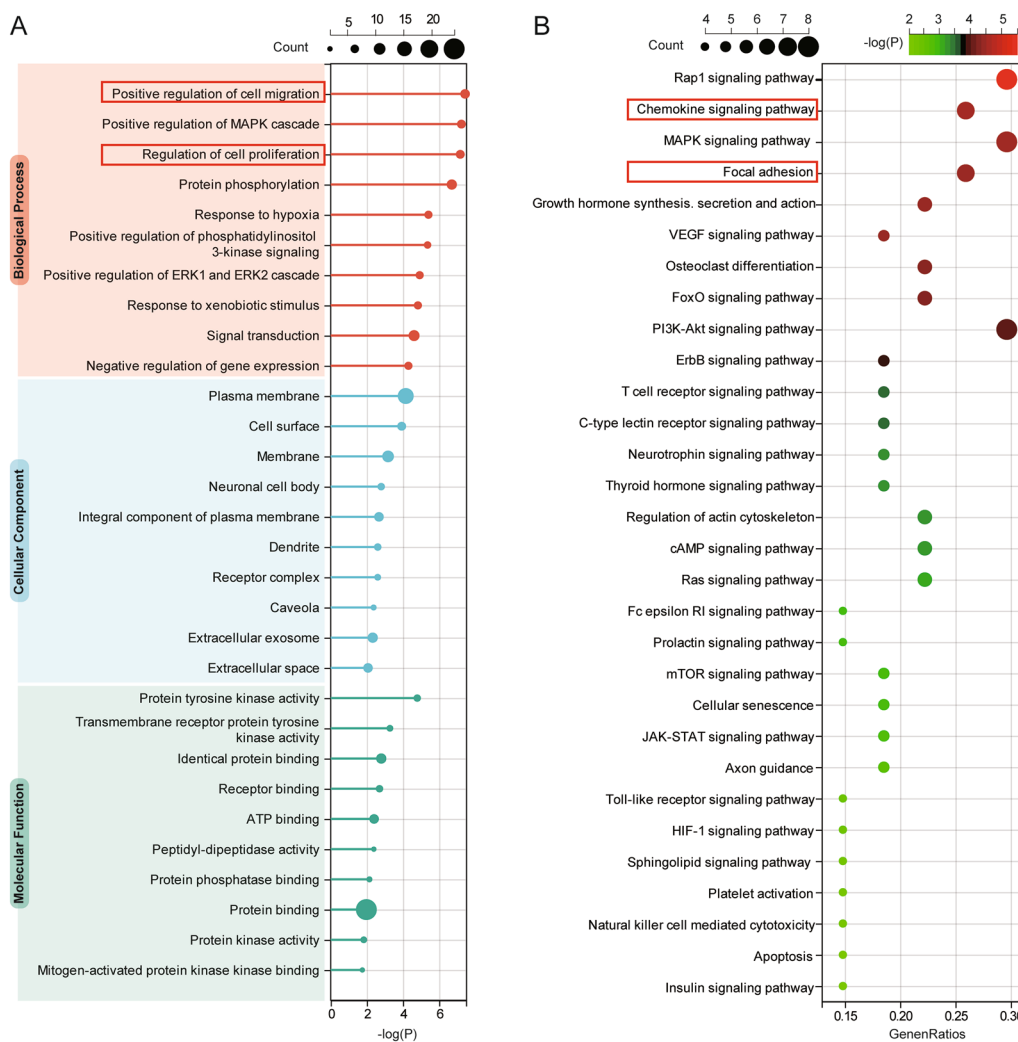 A
5 10 15 20
Count
Biological Process
Positive regulation of cell migration
Positive regulation of MAPK cascade
Regulation of cell proliferation
Protein phosphorylation
Response to hypoxia
Positive regulation of phosphatidylinositol
3-kinase signaling
Positive regulation of ERK1 and ERK2 cascade
Response to xenobiotic stimulus
Signal transduction
Negative regulation of gene expression
Cellular Component
Plasma membrane
Cell surface
Membrane
Neuronal cell body
Integral component of plasma membrane
Dendrite
Receptor complex
Caveola
Extracellular exosome
Extracellular space
Molecular Function
Protein tyrosine kinase activity
Transmembrane receptor protein tyrosine
kinase activity
Identical protein binding
Receptor binding
ATP binding
Peptidyl-dipeptidase activity
Protein phosphatase binding
Protein binding
Protein kinase activity
Mitogen-activated protein kinase kinase binding
0 2 4 6
-log(P)
B
4 5 6 7 8
Count
2 3 4 5
-log(P)
Rap1 signaling pathway
Chemokine signaling pathway
MAPK signaling pathway
Focal adhesion
Growth hormone synthesis. secretion and action
VEGF signaling pathway
Osteoclast differentiation
FoxO signaling pathway
PI3K-Akt signaling pathway
ErbB signaling pathway
T cell receptor signaling pathway
C-type lectin receptor signaling pathway
Neurotrophin signaling pathway
Thyroid hormone signaling pathway
Regulation of actin cytoskeleton
cAMP signaling pathway
Ras signaling pathway
Fc epsilon RI signaling pathway
Prolactin signaling pathway
mTOR signaling pathway
Cellular senescence
JAK-STAT signaling pathway
Axon guidance
Toll-like receptor signaling pathway
HIF-1 signaling pathway
Sphingolipid signaling pathway
Platelet activation
Natural killer cell mediated cytotoxicity
Apoptosis
Insulin signaling pathway
0.15 0.20 0.25 0.30
GenenRatios